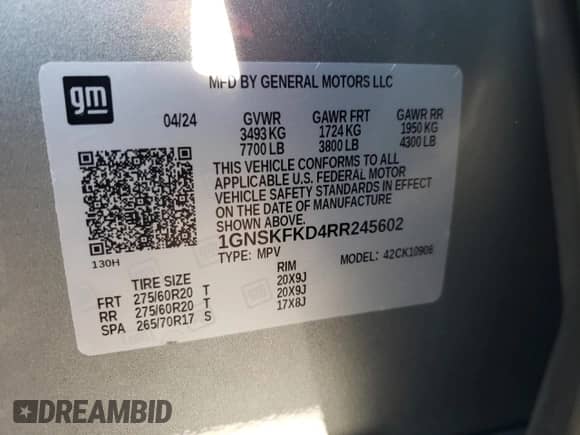 gm
MFD BY GENERAL MOTORS LLC
04/24 GVWR GAWR FRT GAWR RR
3493 KG 1724 KG 1950 KG
7700 LB 3800 LB 4300 LB
THIS VEHICLE CONFORMS TO ALL
APPLICABLE U.S. FEDERAL MOTOR
VEHICLE SAFETY STANDARDS IN EFFECT
ON THE DATE OF MANUFACTURE
SHOWN ABOVE.
1GNSKFKD4RR245602
130H
TYPE: MPV MODEL: 42CK10906
TIRE SIZE RIM
FRT 275/60R20 T 20X9J
RR 275/60R20 T 20X9J
SPA 265/70R17 S 17X8J
DREAMBID